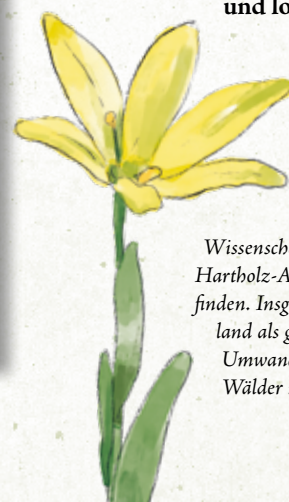 und lo
Wissensch
Hartholz-A
finden. Insg
land als g
Umwand
Wälder